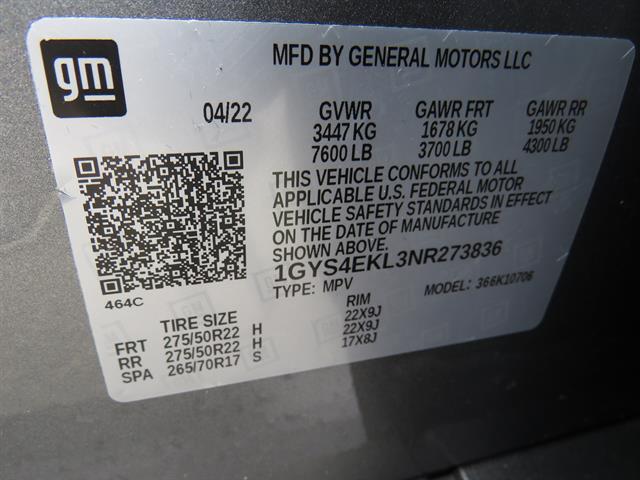 gm
MFD BY GENERAL MOTORS LLC
04/22 GVWR GAWR FRT GAWR RR
3447 KG 1678 KG 1950 KG
7600 LB 3700 LB 4300 LB
THIS VEHICLE CONFORMS TO ALL
APPLICABLE U.S. FEDERAL MOTOR
VEHICLE SAFETY STANDARDS IN EFFECT
ON THE DATE OF MANUFACTURE
SHOWN ABOVE.
1GYS4EKL3NR273836
464C
TYPE: MPV MODEL: 366K10706
TIRE SIZE RIM
FRT 275/50R22 H 22X9J
RR 275/50R22 H 22X9J
SPA 265/70R17 S 17X8J